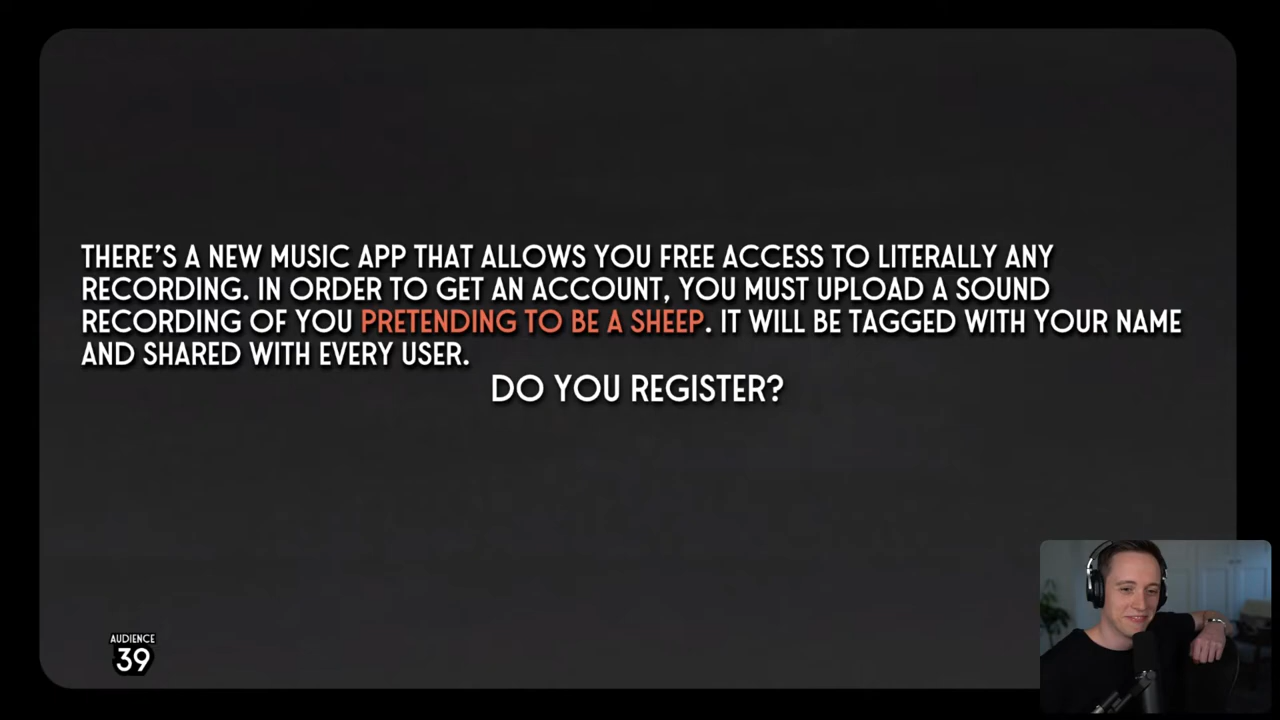 THERE'S A NEW MUSIC APP THAT ALLOWS YOU FREE ACCESS TO LITERALLY ANY
RECORDING. IN ORDER TO GET AN ACCOUNT, YOU MUST UPLOAD A SOUND
RECORDING OF YOU PRETENDING TO BE A SHEEP. IT WILL BE TAGGED WITH YOUR NAME
AND SHARED WITH EVERY USER.
DO YOU REGISTER?
AUDIENCE
39